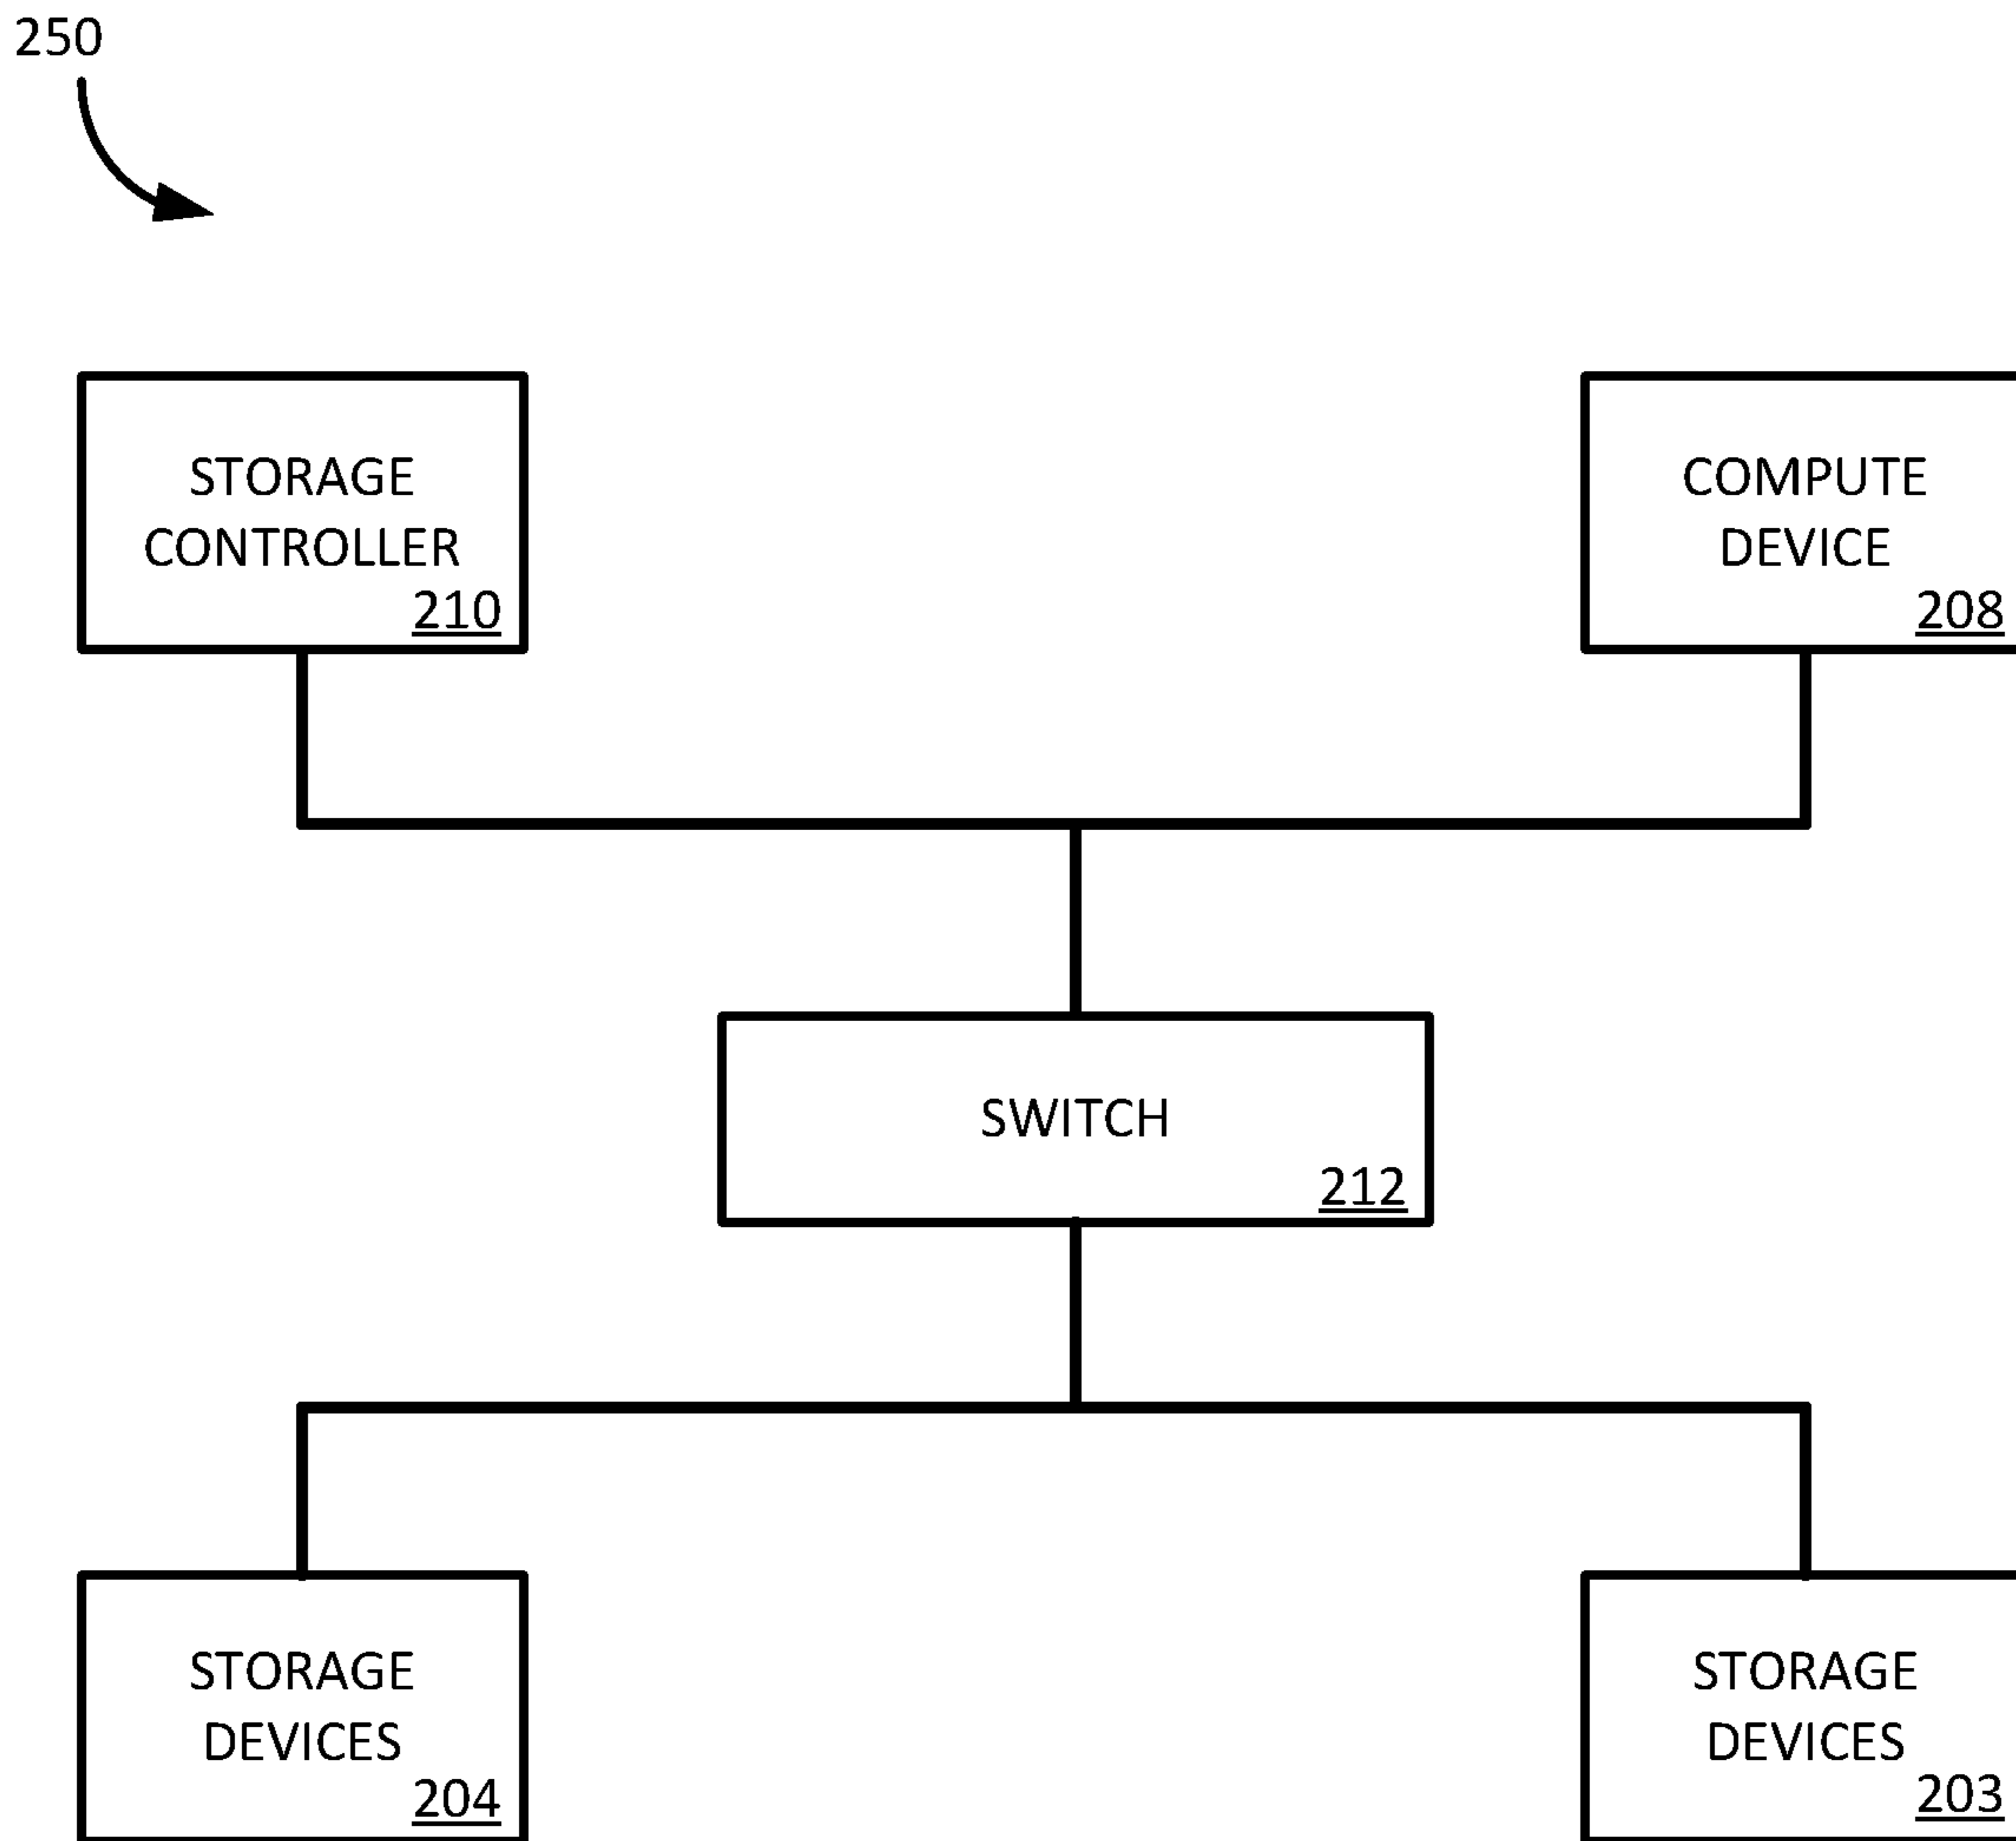 250
STORAGE
CONTROLLER
210
COMPUTE
DEVICE
208
SWITCH
212
STORAGE
DEVICES
204
STORAGE
DEVICES
203